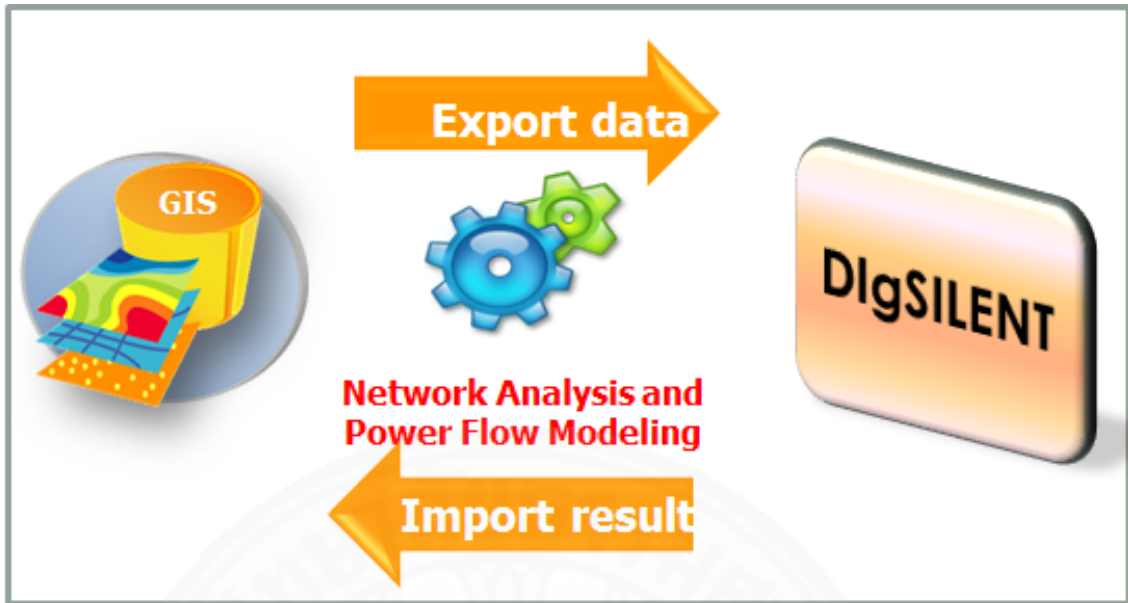 Export data
GIS
DIgSILENT
Network Analysis and
Power Flow Modeling
Import result